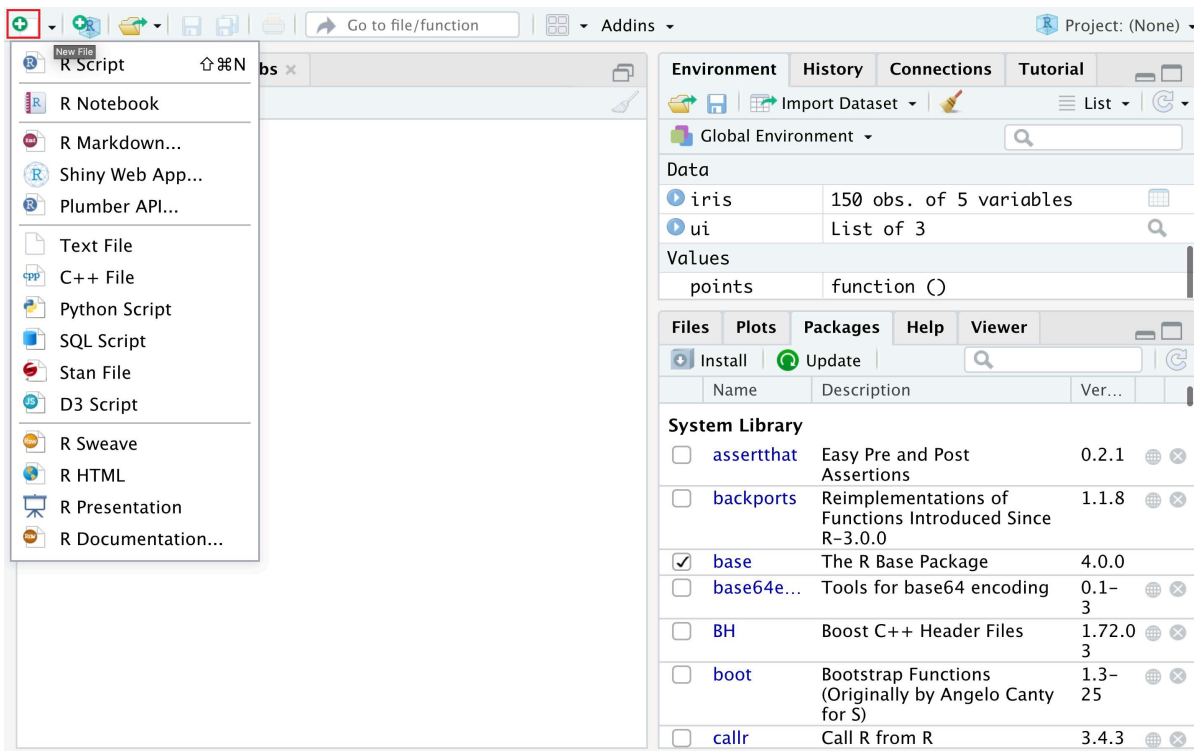 Go to file/function
Addins
Project: (None)
New File
R Script ⇧⌘N
R Notebook
R Markdown...
Shiny Web App...
Plumber API...
Text File
C++ File
Python Script
SQL Script
Stan File
D3 Script
R Sweave
R HTML
R Presentation
R Documentation...
bs
Environment History Connections Tutorial
Import Dataset List
Global Environment
Data
iris 150 obs. of 5 variables
ui List of 3
Values
points function ()
Files Plots Packages Help Viewer
Install Update
Name Description Ver...
System Library
assertthat Easy Pre and Post 0.2.1
Assertions
backports Reimplementations of 1.1.8
Functions Introduced Since
R-3.0.0
base The R Base Package 4.0.0
base64e... Tools for base64 encoding 0.1-
3
BH Boost C++ Header Files 1.72.0
3
boot Bootstrap Functions 1.3-
(Originally by Angelo Canty 25
for S)
callr Call R from R 3.4.3